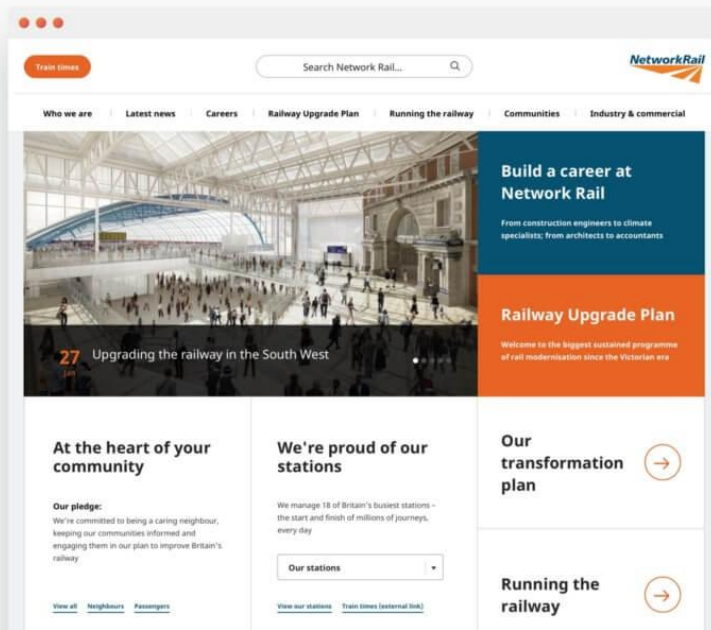 Train times
Search Network Rail...
NetworkRail
Who we are
Latest news
Careers
Railway Upgrade Plan
Running the railway
Communities
Industry & commercial
27
Jan
Upgrading the railway in the South West
Build a career at
Network Rail
From construction engineers to climate
specialists; from architects to accountants
Railway Upgrade Plan
Welcome to the biggest sustained programme
of rail modernisation since the Victorian era
At the heart of your
community
Our pledge:
We're committed to being a caring neighbour,
keeping our communities informed and
engaging them in our plan to improve Britain's
railway
View all Neighbours Passengers
We're proud of our
stations
We manage 18 of Britain's busiest stations –
the start and finish of millions of journeys,
every day
Our stations
View our stations Train times (external link)
Our
transformation
plan
Running the
railway